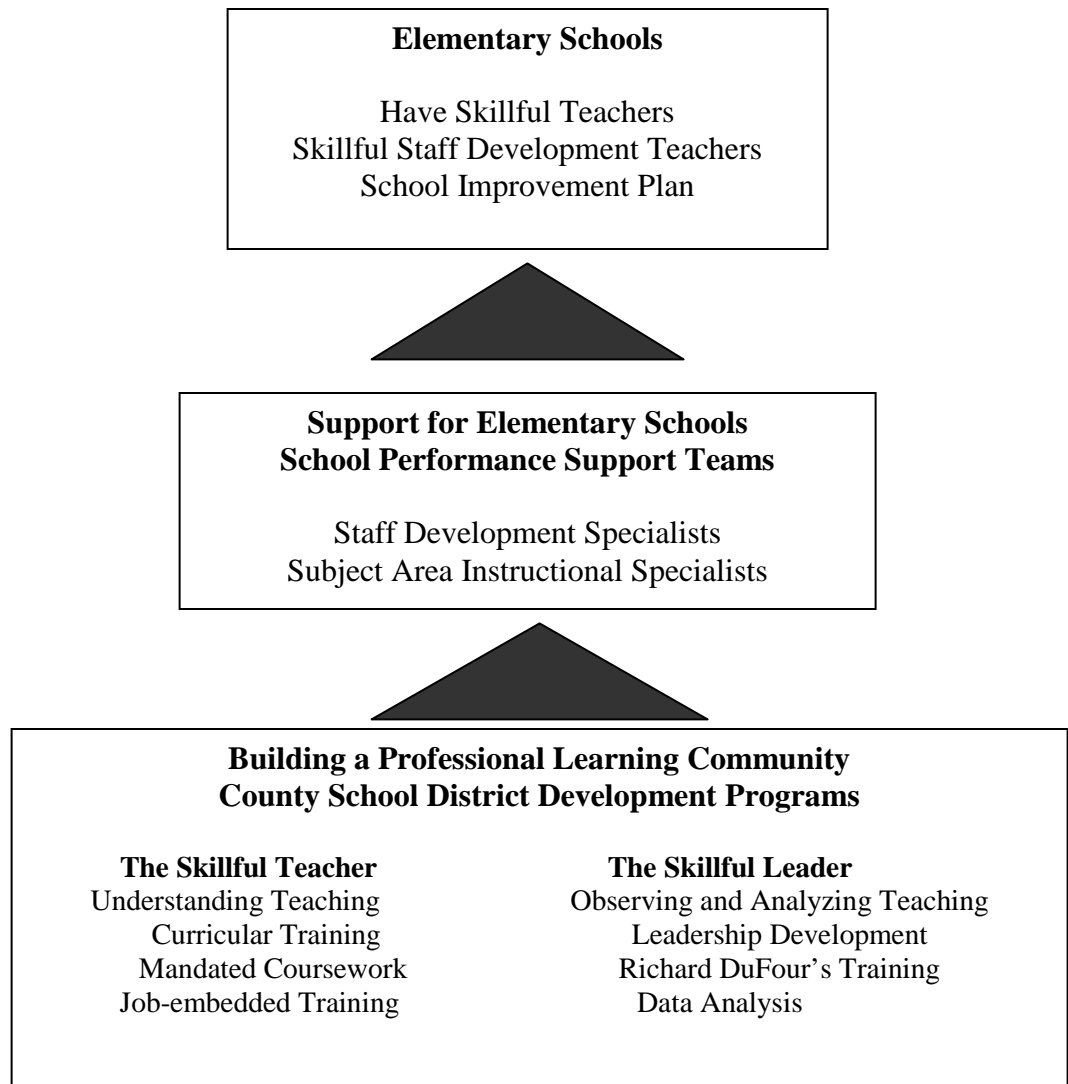 Elementary Schools
Have Skillful Teachers
Skillful Staff Development Teachers
School Improvement Plan
Support for Elementary Schools
School Performance Support Teams
Staff Development Specialists
Subject Area Instructional Specialists
Building a Professional Learning Community
County School District Development Programs
The Skillful Teacher
Understanding Teaching
Curricular Training
Mandated Coursework
Job-embedded Training
The Skillful Leader
Observing and Analyzing Teaching
Leadership Development
Richard DuFour’s Training
Data Analysis